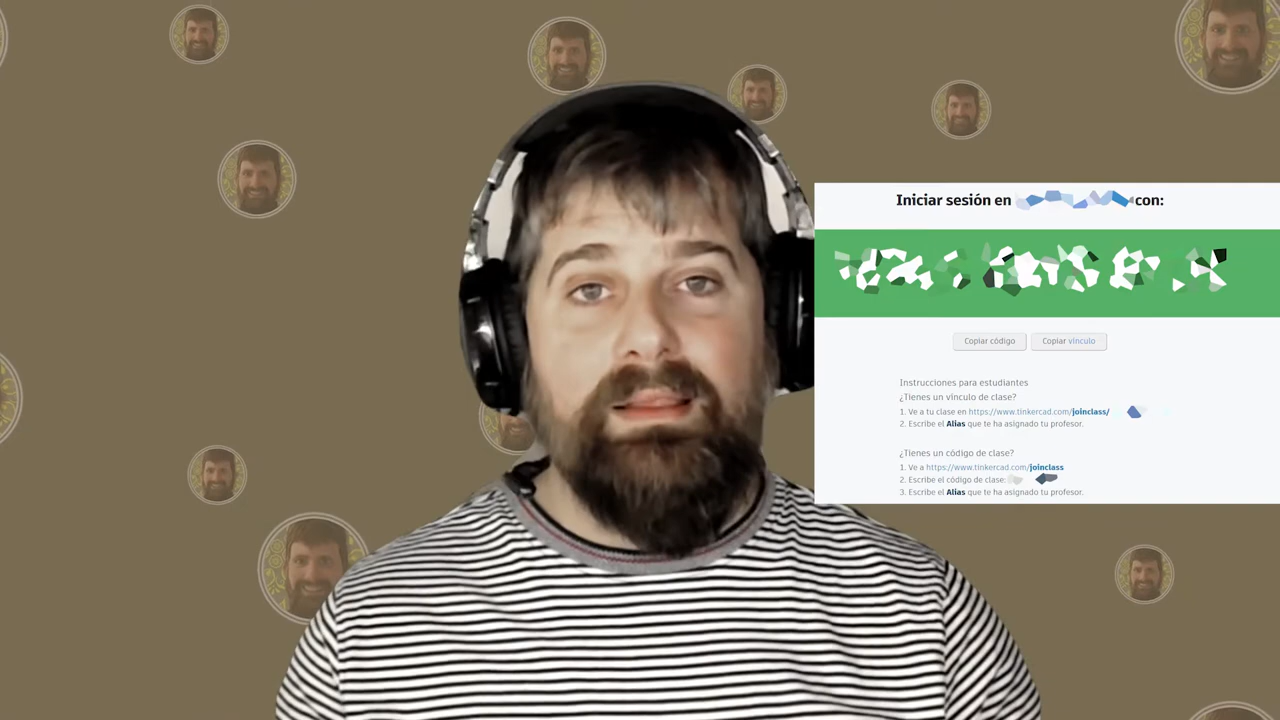 Iniciar sesión en con:
Copiar código
Copiar vínculo
Instrucciones para estudiantes
¿Tienes un vínculo de clase?
1. Ve a tu clase en https://www.tinkercad.com/joinclass/
2. Escribe el Alias que te ha asignado tu profesor.
¿Tienes un código de clase?
1. Ve a https://www.tinkercad.com/joinclass
2. Escribe el código de clase:
3. Escribe el Alias que te ha asignado tu profesor.